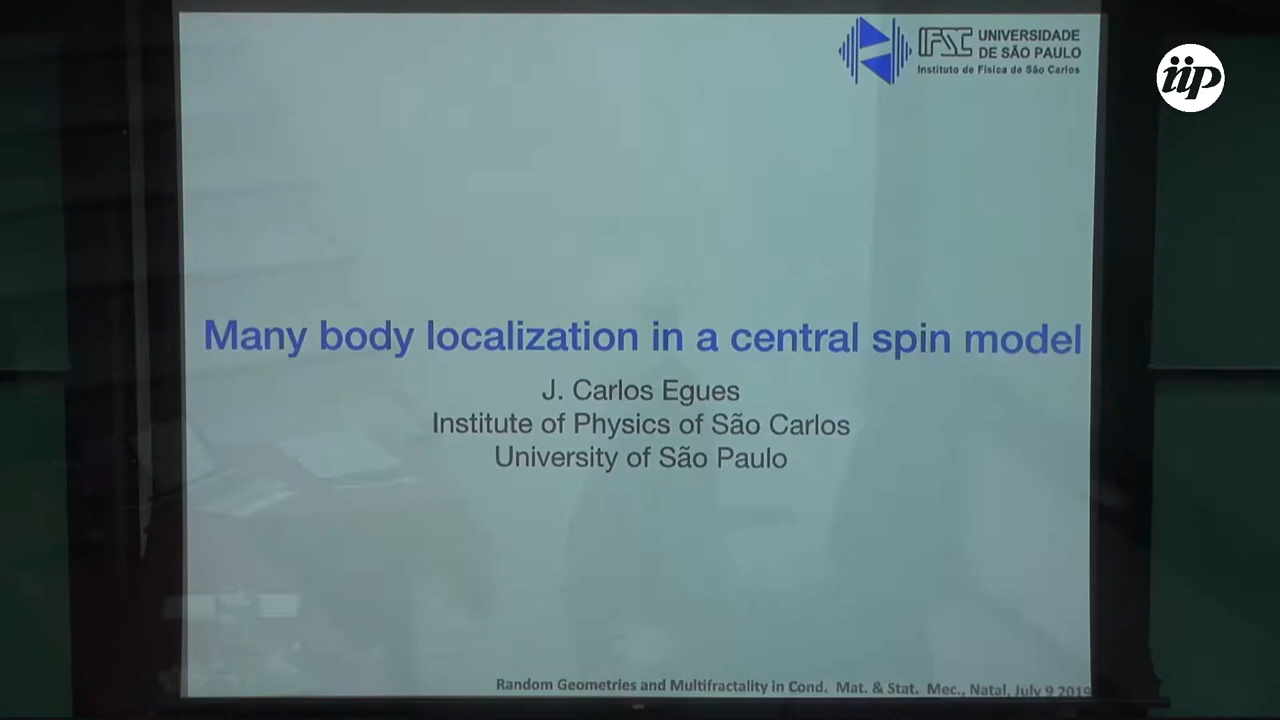 IFSC UNIVERSIDADE
DE SÃO PAULO
Instituto de Física de São Carlos
iip
Many body localization in a central spin model
J. Carlos Egues
Institute of Physics of São Carlos
University of São Paulo
Random Geometries and Multifractality in Cond. Mat. & Stat. Mec., Natal, July 9 2019